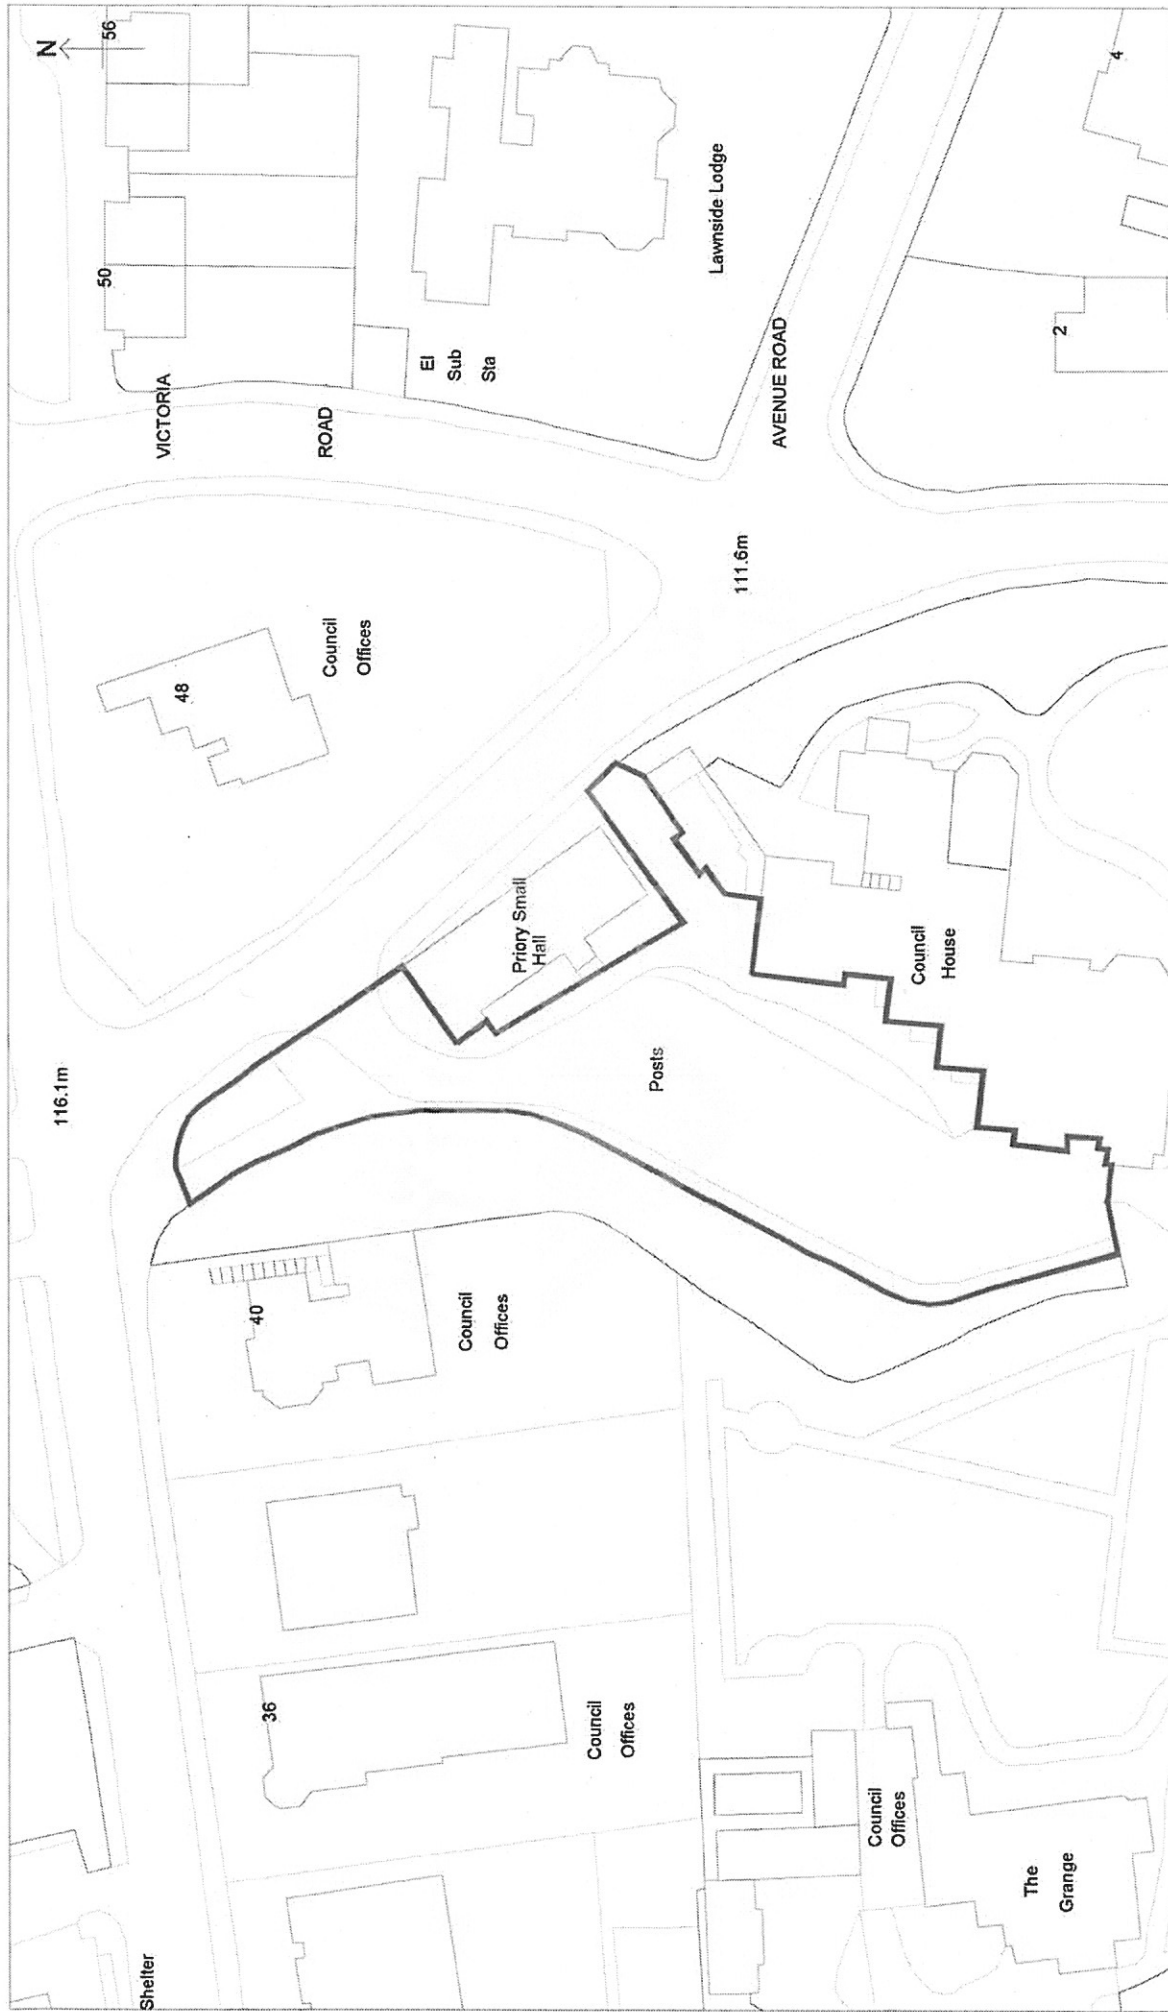 N
56
50
VICTORIA
ROAD
El
Sub
Sta
Lawnside Lodge
AVENUE ROAD
4
2
48
Council
Offices
111.6m
116.1m
Priory Small
Hall
Posts
Council
House
40
Council
Offices
36
Council
Offices
Council
Offices
The
Grange
Shelter